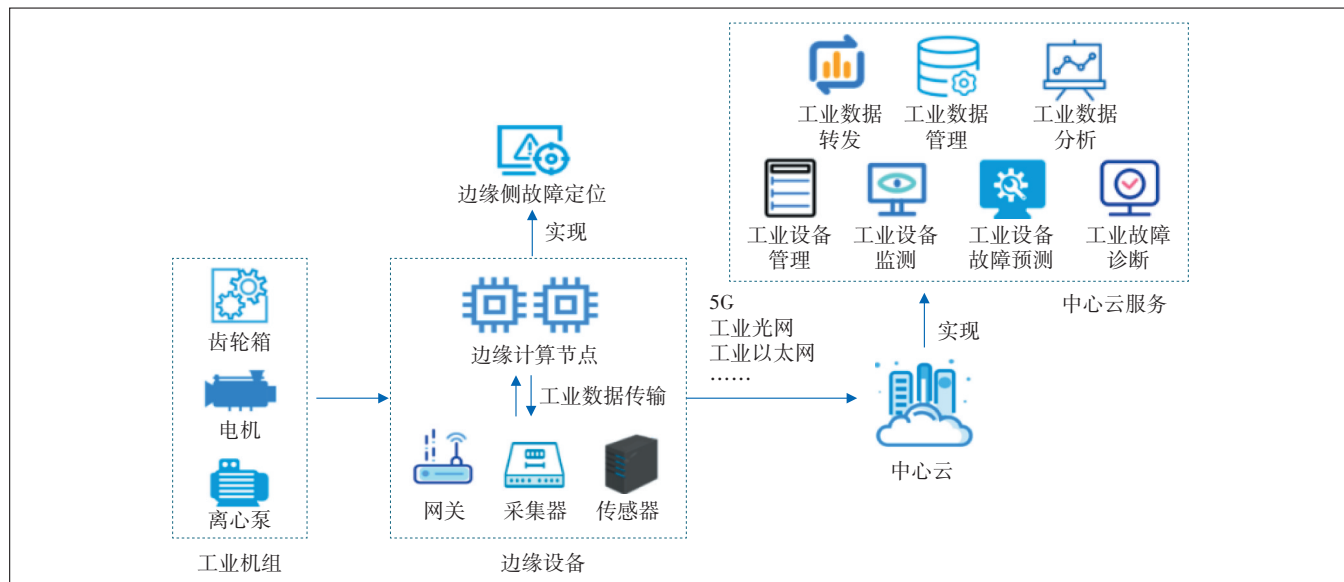 工业数据
转发
工业数据
管理
工业数据
分析
工业设备
管理
工业设备
监测
工业设备
故障预测
工业故障
诊断
中心云服务
边缘侧故障定位
实现
齿轮箱
电机
离心泵
工业机组
边缘计算节点
工业数据传输
网关
采集器
传感器
边缘设备
5G
工业光网
工业以太网
……
实现
中心云